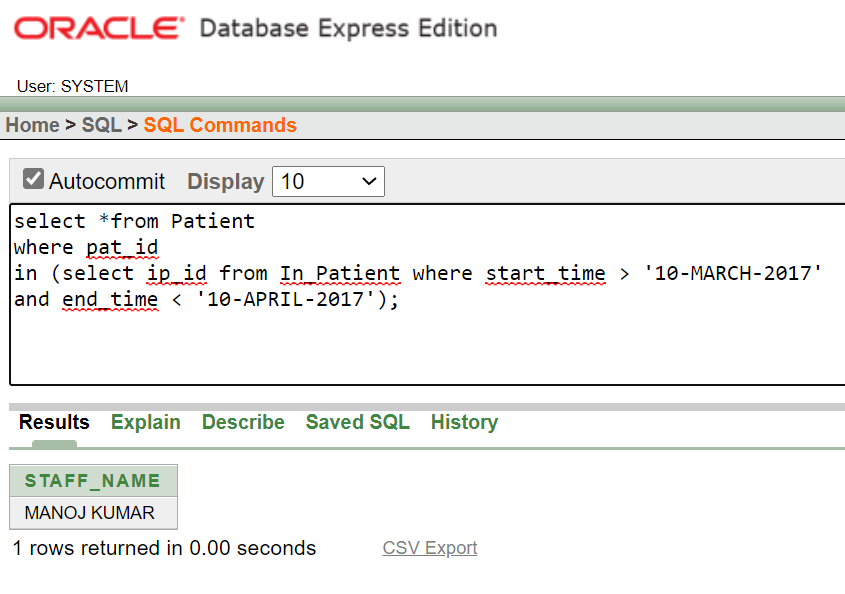 ORACLE Database Express Edition
User: SYSTEM
Home > SQL > SQL Commands
Autocommit Display 10
select *from Patient
where pat_id
in (select ip_id from In_Patient where start_time > '10-MARCH-2017'
and end_time < '10-APRIL-2017');
Results Explain Describe Saved SQL History
STAFF_NAME
MANOJ KUMAR
1 rows returned in 0.00 seconds CSV Export